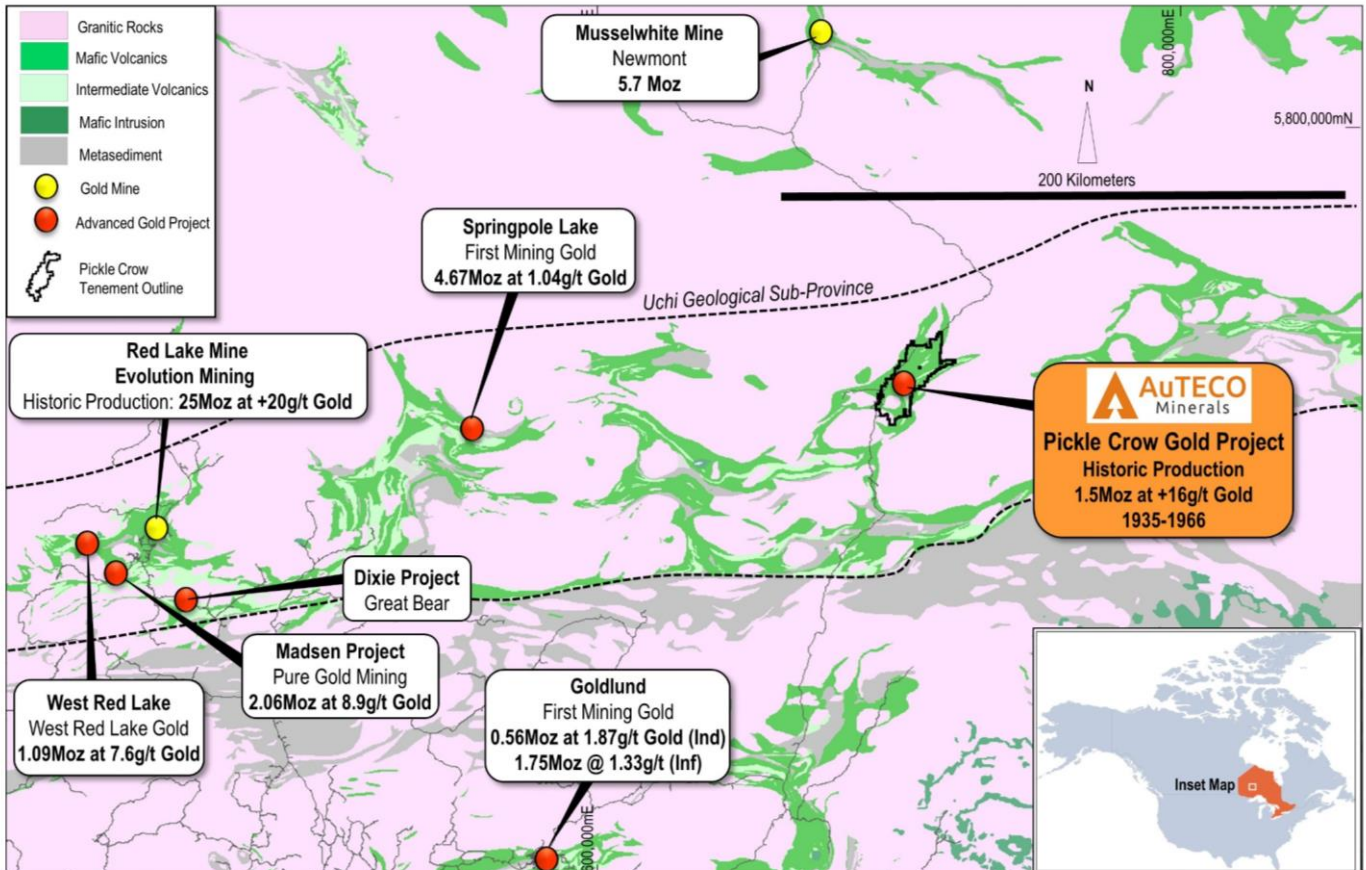 Granitic Rocks
Mafic Volcanics
Intermediate Volcanics
Mafic Intrusion
Metasediment
Gold Mine
Advanced Gold Project
Pickle Crow
Tenement Outline
Musselwhite Mine
Newmont
5.7 Moz
800,000mE
N
5,800,000mN
200 Kilometers
Springpole Lake
First Mining Gold
4.67Moz at 1.04g/t Gold
Uchi Geological Sub-Province
Red Lake Mine
Evolution Mining
Historic Production: 25Moz at +20g/t Gold
AuTECO
Minerals
Pickle Crow Gold Project
Historic Production
1.5Moz at +16g/t Gold
1935-1966
Dixie Project
Great Bear
Madsen Project
Pure Gold Mining
2.06Moz at 8.9g/t Gold
West Red Lake
West Red Lake Gold
1.09Moz at 7.6g/t Gold
Goldlund
First Mining Gold
0.56Moz at 1.87g/t Gold (Ind)
1.75Moz @ 1.33g/t (Inf)
Inset Map